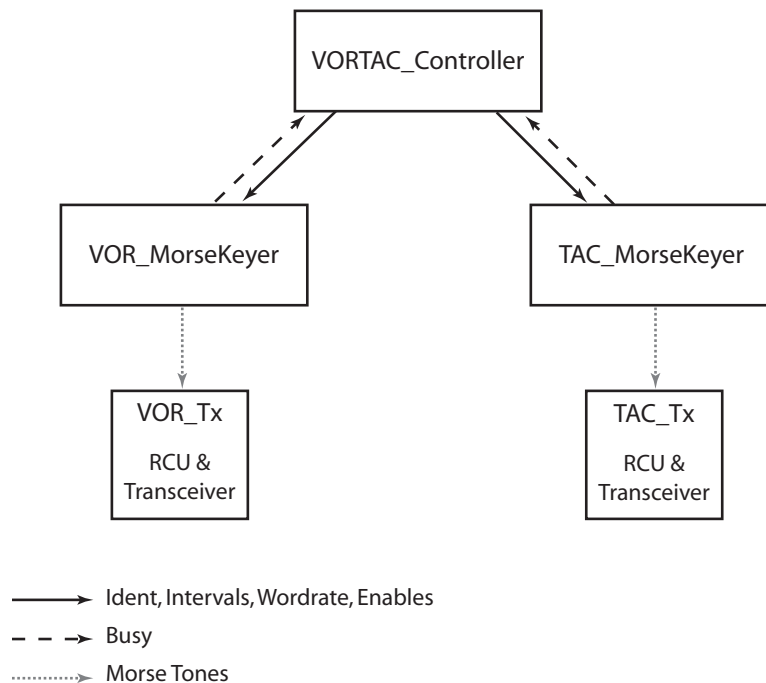 VORTAC_Controller
VOR_MorseKeyer
TAC_MorseKeyer
VOR_Tx
RCU &
Transceiver
TAC_Tx
RCU &
Transceiver
Ident, Intervals, Wordrate, Enables
Busy
Morse Tones